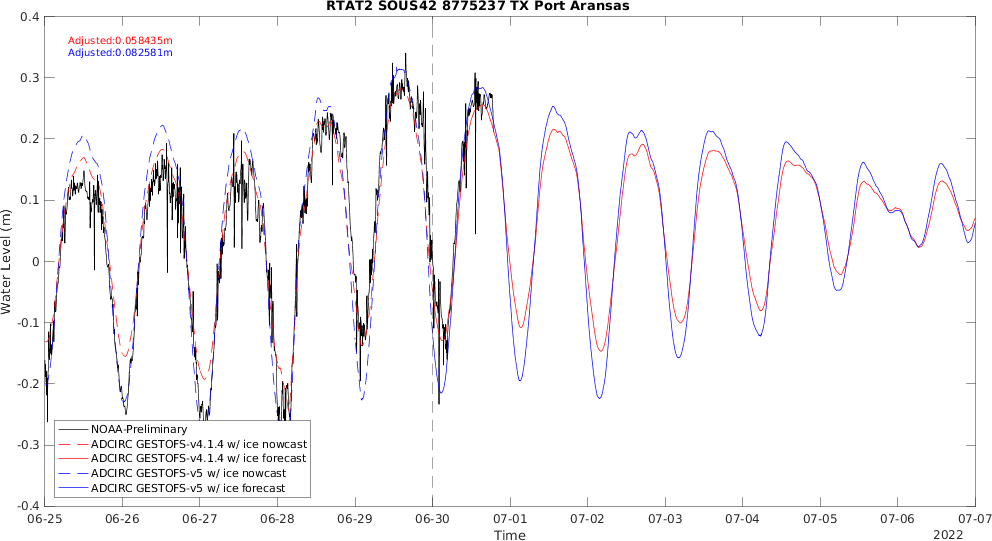 RTAT2 SOUS42 8775237 TX Port Aransas
Adjusted:0.058435m
Adjusted:0.082581m
0.4
0.3
0.2
0.1
0
-0.1
-0.2
-0.3
-0.4
Water Level (m)
NOAA-Preliminary
ADCIRC GESTOFS-v4.1.4 w/ ice nowcast
ADCIRC GESTOFS-v4.1.4 w/ ice forecast
ADCIRC GESTOFS-v5 w/ ice nowcast
ADCIRC GESTOFS-v5 w/ ice forecast
06-25 06-26 06-27 06-28 06-29 06-30 07-01 07-02 07-03 07-04 07-05 07-06 07-07
Time
2022